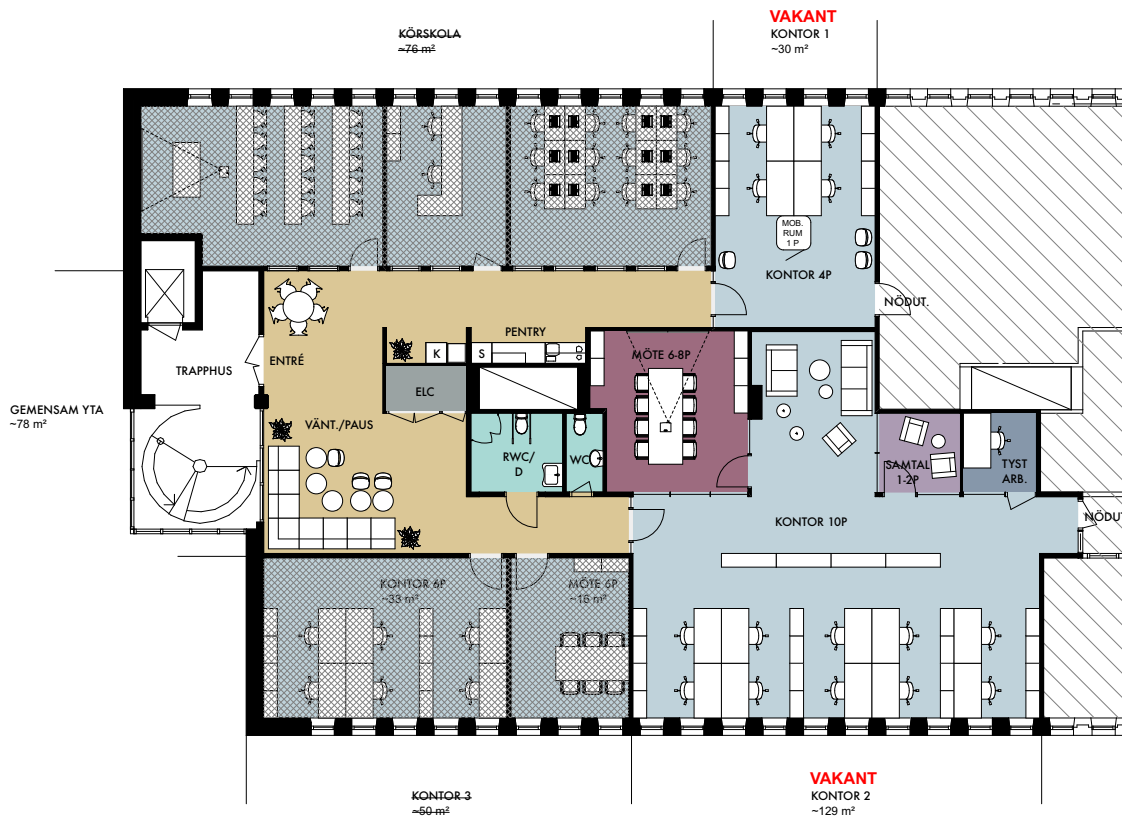 VAKANT
KÖRSKOLA
~76 m²
KONTOR 1
~30 m²
MOB.
RUM
1 P
KONTOR 4P
NÖDUT.
PENTRY
MÖTE 6-8P
ENTRÉ
K
S
TRAPPHUS
ELC
GEMENSAM YTA
~78 m²
VÄNT./PAUS
RWC/
D
WC
SAMTAL
1-2P
TYST
ARB.
KONTOR 10P
NÖDUT
KONTOR 6P
~33 m²
MÖTE 6P
~16 m²
VAKANT
KONTOR 3
~50 m²
KONTOR 2
~129 m²